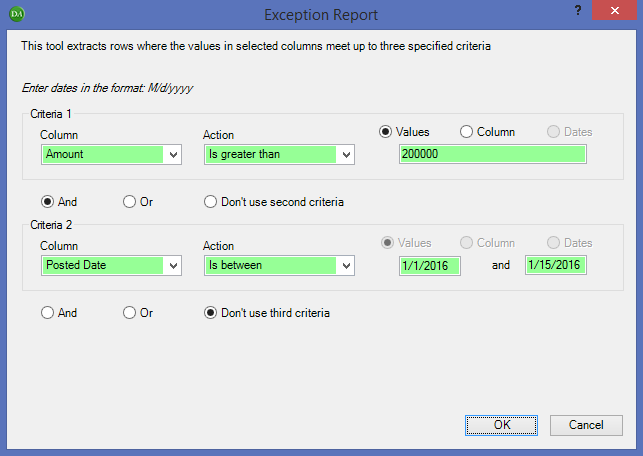 DA
Exception Report
?
This tool extracts rows where the values in selected columns meet up to three specified criteria
Enter dates in the format: M/d/yyyy
Criteria 1
Column Action Values Column Dates
Amount Is greater than 200000
And Or Don't use second criteria
Criteria 2
Column Action Values Column Dates
Posted Date Is between 1/1/2016 and 1/15/2016
And Or Don't use third criteria
OK Cancel